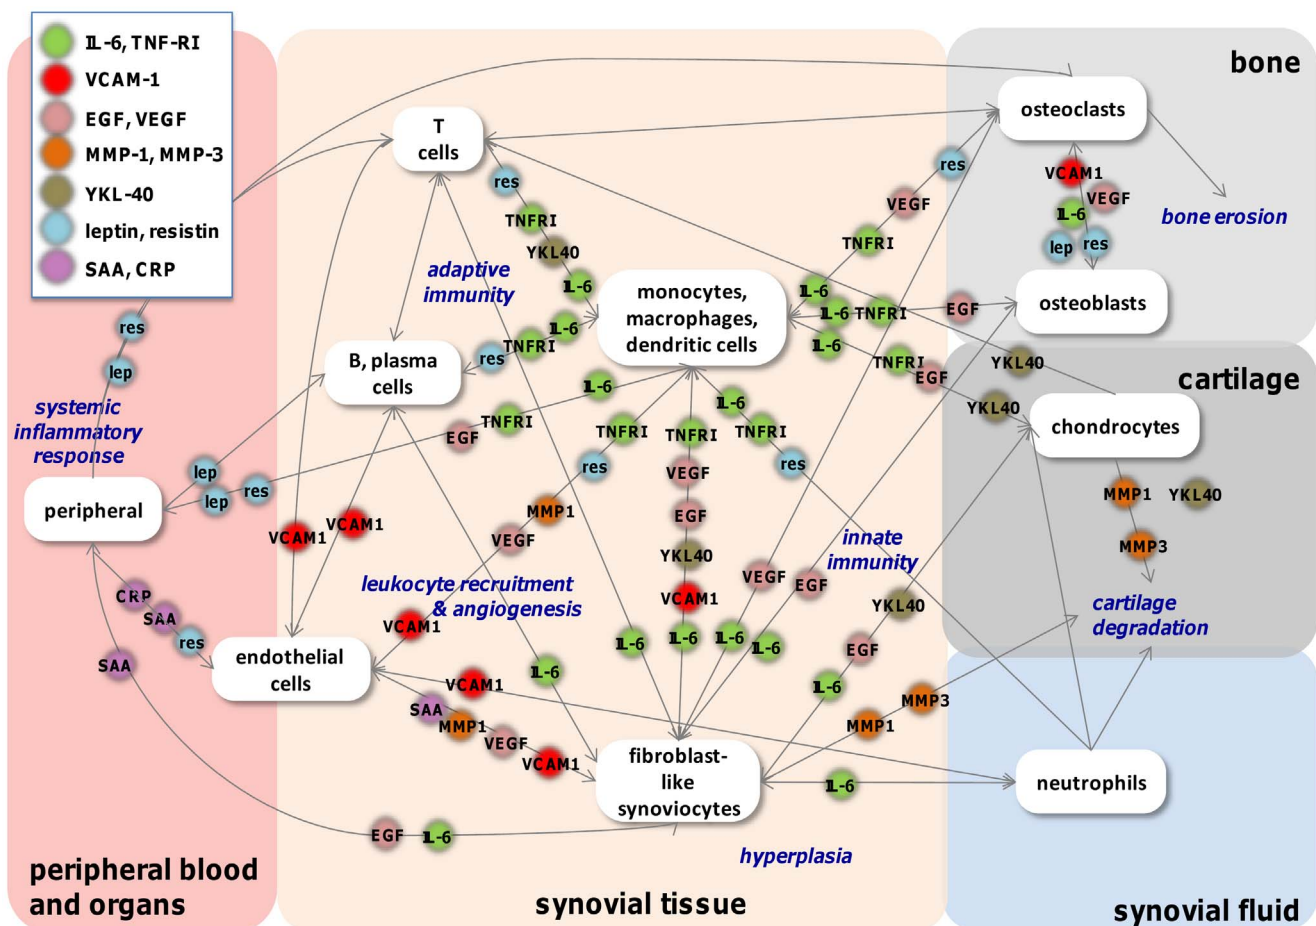 IL-6, TNF-RI
VCAM-1
EGF, VEGF
MMP-1, MMP-3
YKL-40
leptin, resistin
SAA, CRP
bone
osteoclasts
T
cells
res
TNFRI
YKL40
IL-6
adaptive
immunity
res
VEGF
TNFRI
IL-6
VCAM1
VEGF
IL-6
lep
res
bone erosion
monocytes,
macrophages,
dendritic cells
IL-6
TNFRI
EGF
osteoblasts
res
lep
B, plasma
cells
res
TNFRI
IL-6
IL-6
TNFRI
EGF
YKL40
YKL40
cartilage
chondrocytes
systemic
inflammatory
response
IL-6
TNFRI
EGF
res
lep
lep
peripheral
TNFRI
res
MMP1
VEGF
VCAM1
TNFRI
VEGF
EGF
YKL40
VCAM1
IL-6
IL-6
TNFRI
res
MMP1
YKL40
MMP3
VCAM1
VCAM1
innate
immunity
leukocyte recruitment
& angiogenesis
VEGF
EGF
YKL40
cartilage
degradation
CRP
SAA
res
SAA
endothelial
cells
IL-6
IL-6
IL-6
IL-6
EGF
IL-6
VCAM1
SAA
MMP1
VEGF
VCAM1
MMP3
MMP1
fibroblast-
like
synoviocytes
IL-6
neutrophils
EGF
IL-6
hyperplasia
peripheral blood
and organs
synovial tissue
synovial fluid